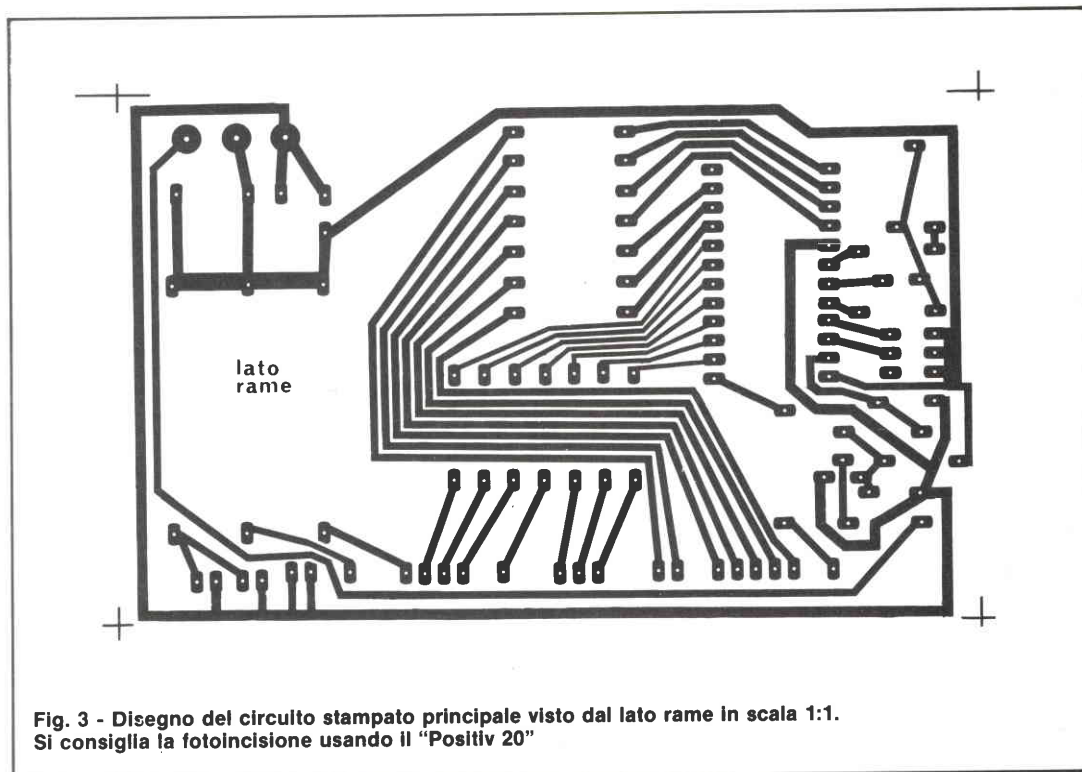 lato
rame
Fig. 3 - Disegno del circuito stampato principale visto dal lato rame in scala 1:1.
Si consiglia la fotoincisione usando il “Positiv 20”